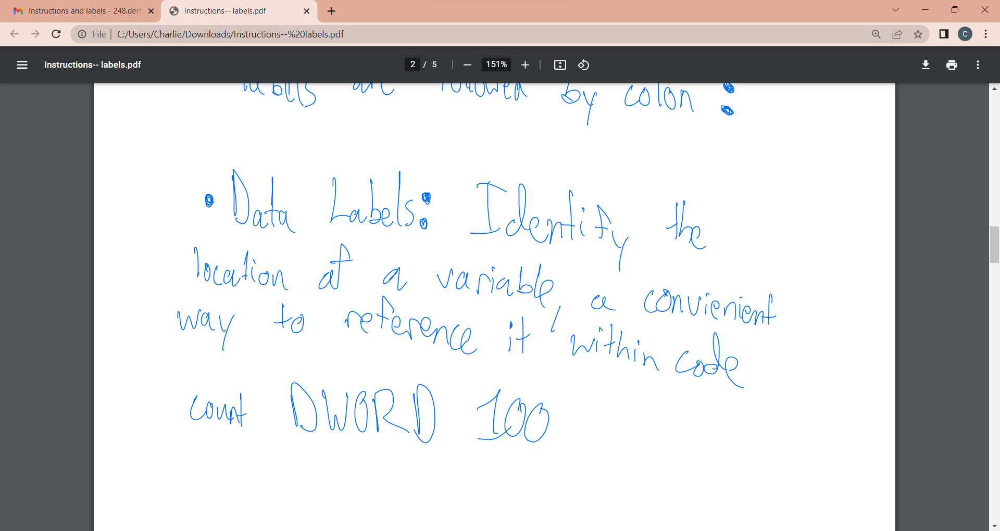 Instructions and labels - 248.derf
Instructions-- labels.pdf
File
C:/Users/Charlie/Downloads/Instructions--%20labels.pdf
C
Instructions-- labels.pdf
2 / 5
151%
labels are followed by colon :
• Data Labels: Identify the
location of a variable, a convienient
way to reference it within code
count DWORD 100